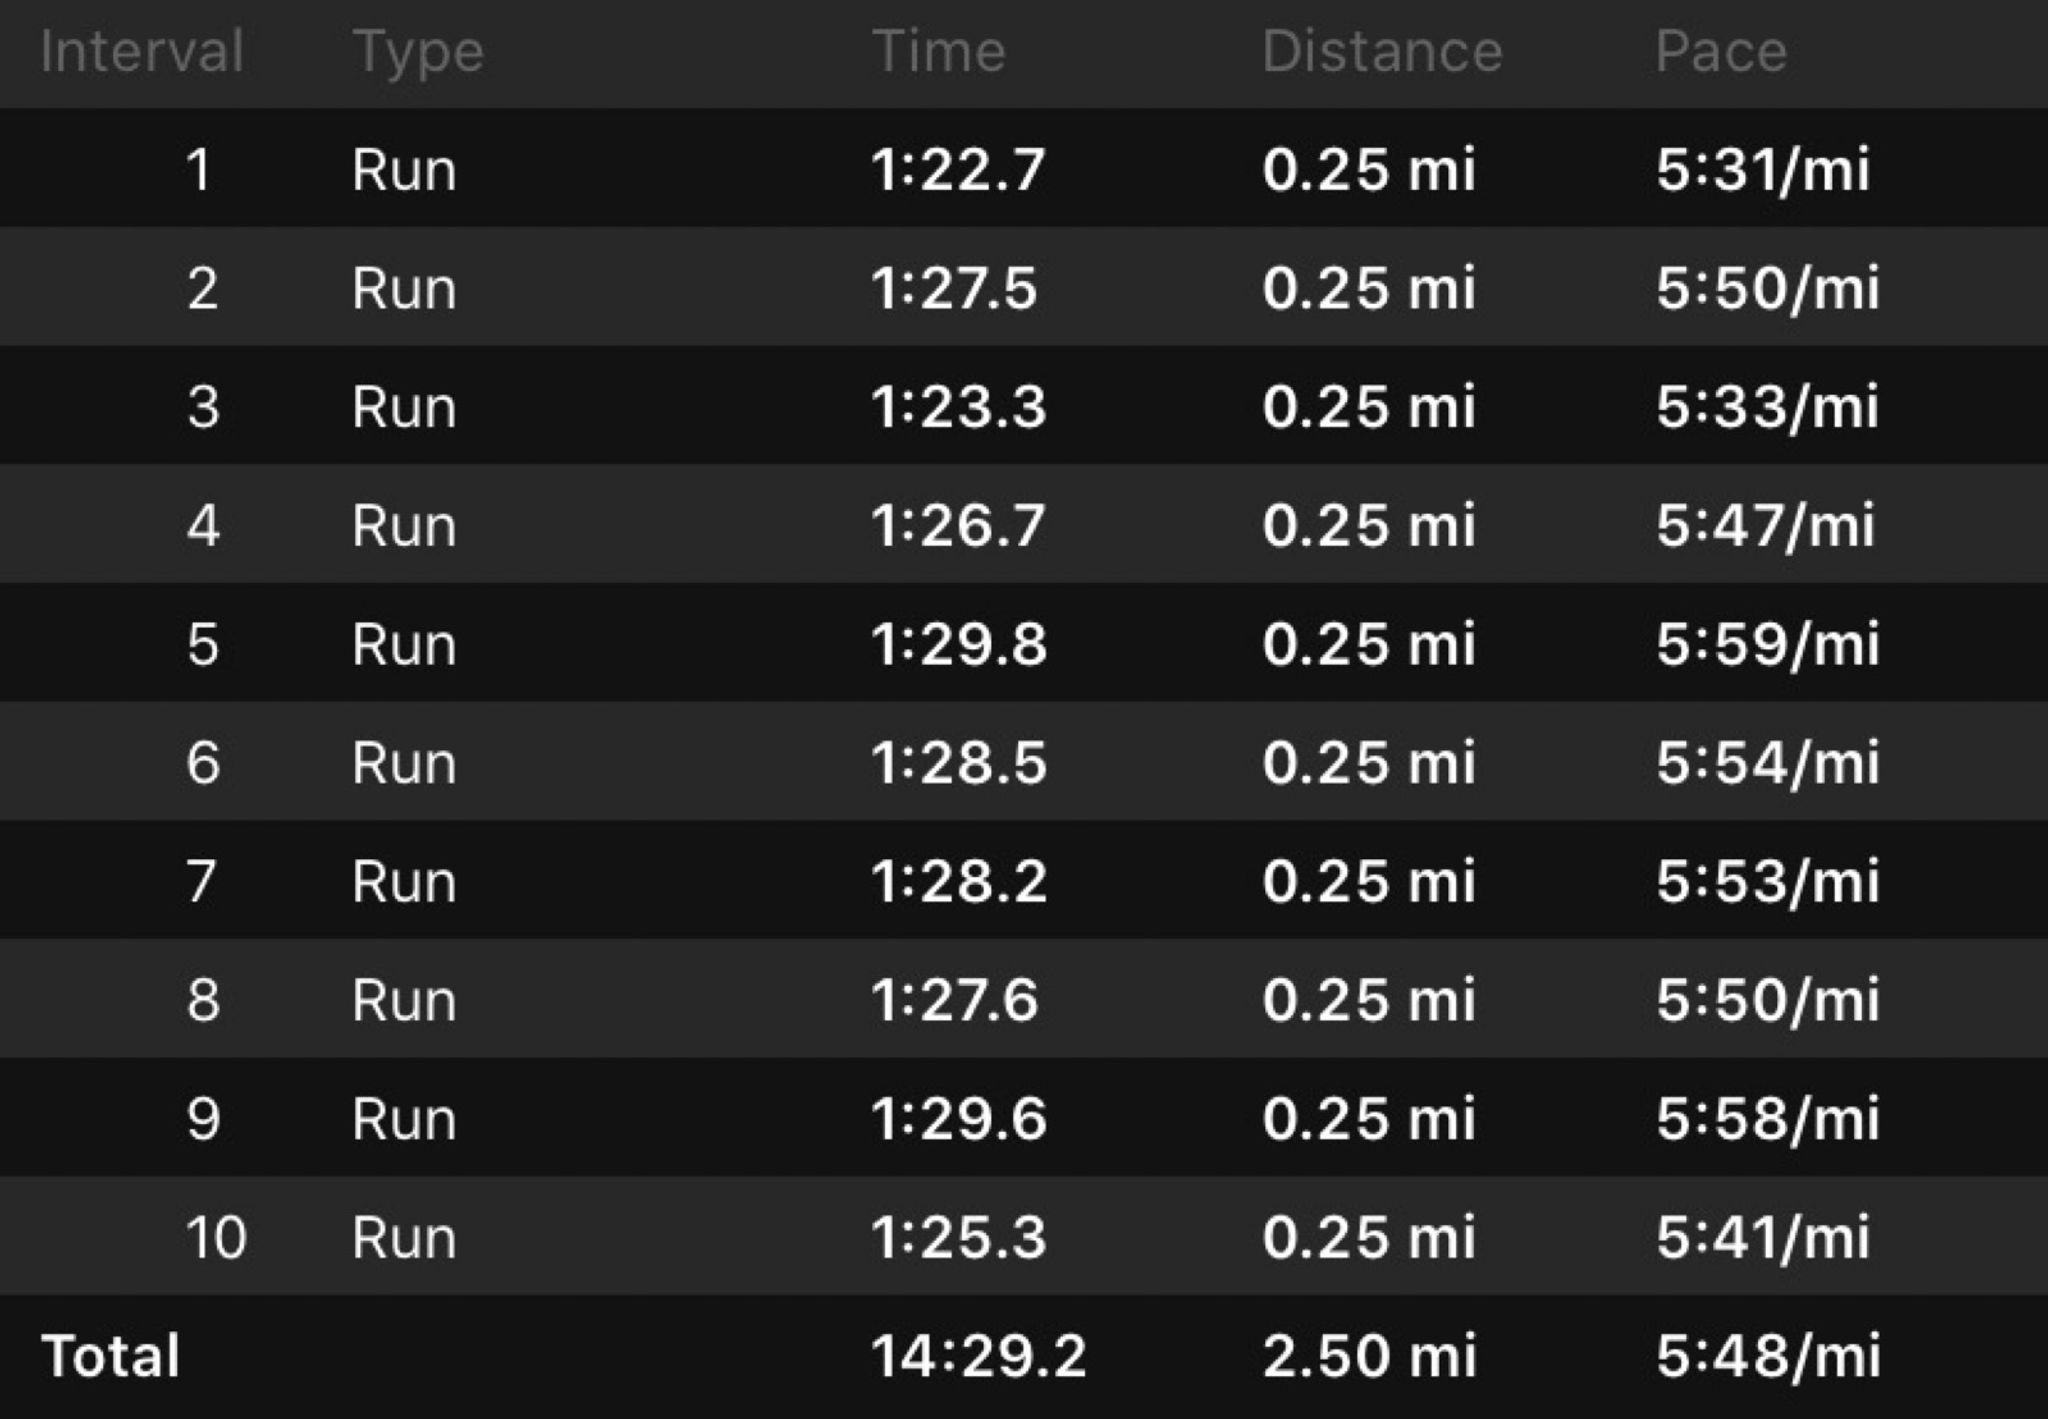 Interval Type Time Distance Pace
1 Run 1:22.7 0.25 mi 5:31/mi
2 Run 1:27.5 0.25 mi 5:50/mi
3 Run 1:23.3 0.25 mi 5:33/mi
4 Run 1:26.7 0.25 mi 5:47/mi
5 Run 1:29.8 0.25 mi 5:59/mi
6 Run 1:28.5 0.25 mi 5:54/mi
7 Run 1:28.2 0.25 mi 5:53/mi
8 Run 1:27.6 0.25 mi 5:50/mi
9 Run 1:29.6 0.25 mi 5:58/mi
10 Run 1:25.3 0.25 mi 5:41/mi
Total 14:29.2 2.50 mi 5:48/mi